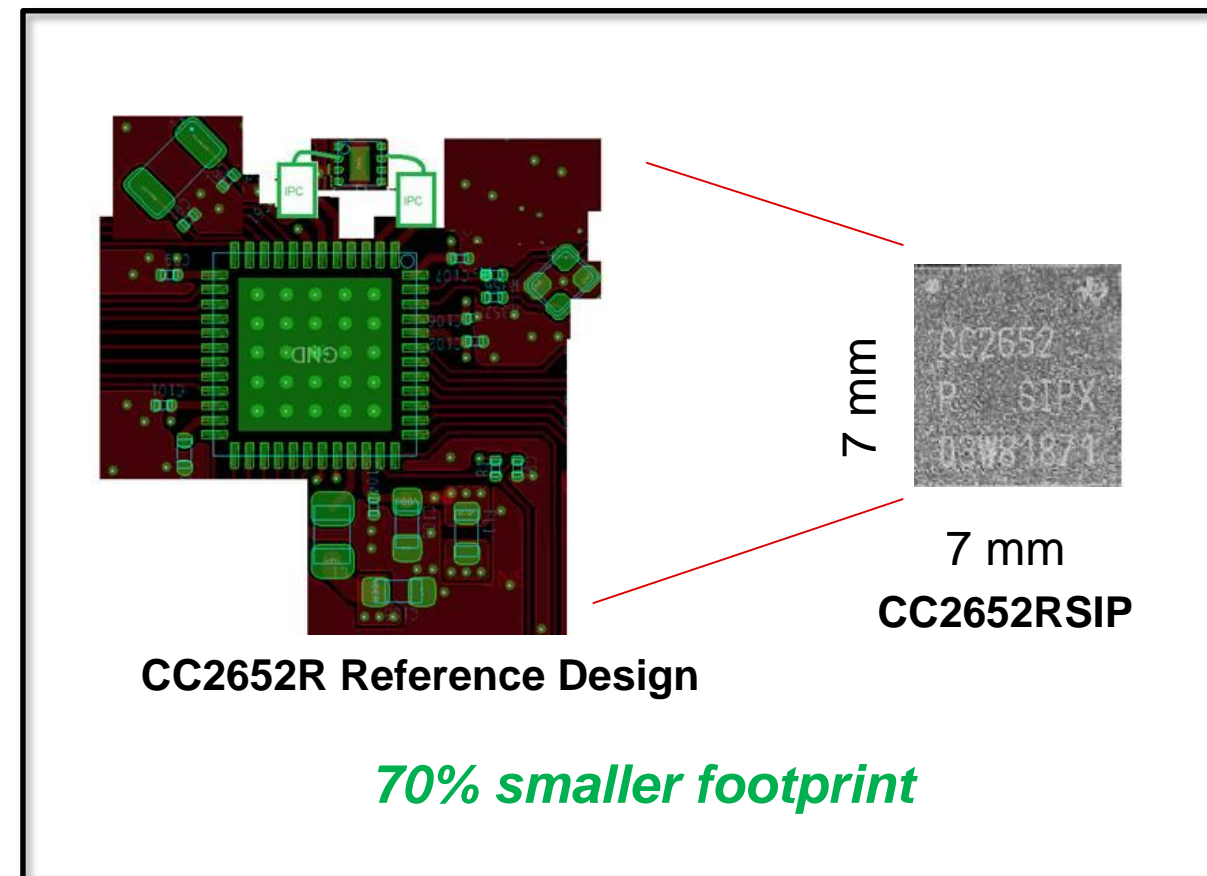 IPC
IPC
GND
7 mm
CC2652
R SIPX
03W81871
7 mm
CC2652RSIP
CC2652R Reference Design
70% smaller footprint